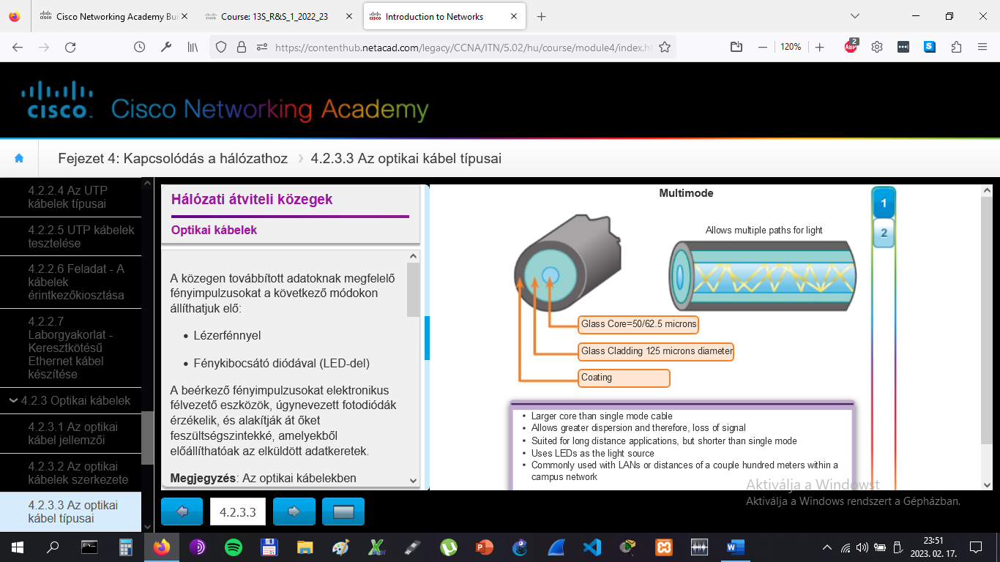 Cisco Networking Academy Bui
Course: 13S_R&S_1_2022_23
Introduction to Networks
https://contenthub.netacad.com/legacy/CCNA/ITN/5.02/hu/course/module4/index.ht
120%
ABP
2
S
CISCO
Cisco Networking Academy
Fejezet 4: Kapcsolódás a hálózathoz
4.2.3.3 Az optikai kábel típusai
4.2.2.4 Az UTP
kábelek típusai
4.2.2.5 UTP kábelek
tesztelése
4.2.2.6 Feladat - A
kábelek
érintkezőkiosztása
4.2.2.7
Laborgyakorlat -
Keresztkötésű
Ethernet kábel
készítése
4.2.3 Optikai kábelek
4.2.3.1 Az optikai
kábel jellemzői
4.2.3.2 Az optikai
kábelek szerkezete
4.2.3.3 Az optikai
kábel típusai
Hálózati átviteli közegek
Optikai kábelek
A közegen továbbított adatoknak megfelelő
fényimpulzusokat a következő módokon
állíthatjuk elő:
• Lézerfénnyel
• Fénykibocsátó diódával (LED-del)
A beérkező fényimpulzusokat elektronikus
félvezető eszközök, úgynevezett fotodiódák
érzékelik, és alakítják át őket
feszültségszintekké, amelyekből
előállíthatóak az elküldött adatkeretek.
Megjegyzés: Az optikai kábelekben
4.2.3.3
Multimode
Allows multiple paths for light
Glass Core=50/62.5 microns
Glass Cladding 125 microns diameter
Coating
• Larger core than single mode cable
• Allows greater dispersion and therefore, loss of signal
• Suited for long distance applications, but shorter than single mode
• Uses LEDs as the light source
• Commonly used with LANs or distances of a couple hundred meters within a
campus network
1
2
Aktiválja a Windowst
Aktiválja a Windows rendszert a Gépházban.
23:51
2023. 02. 17.